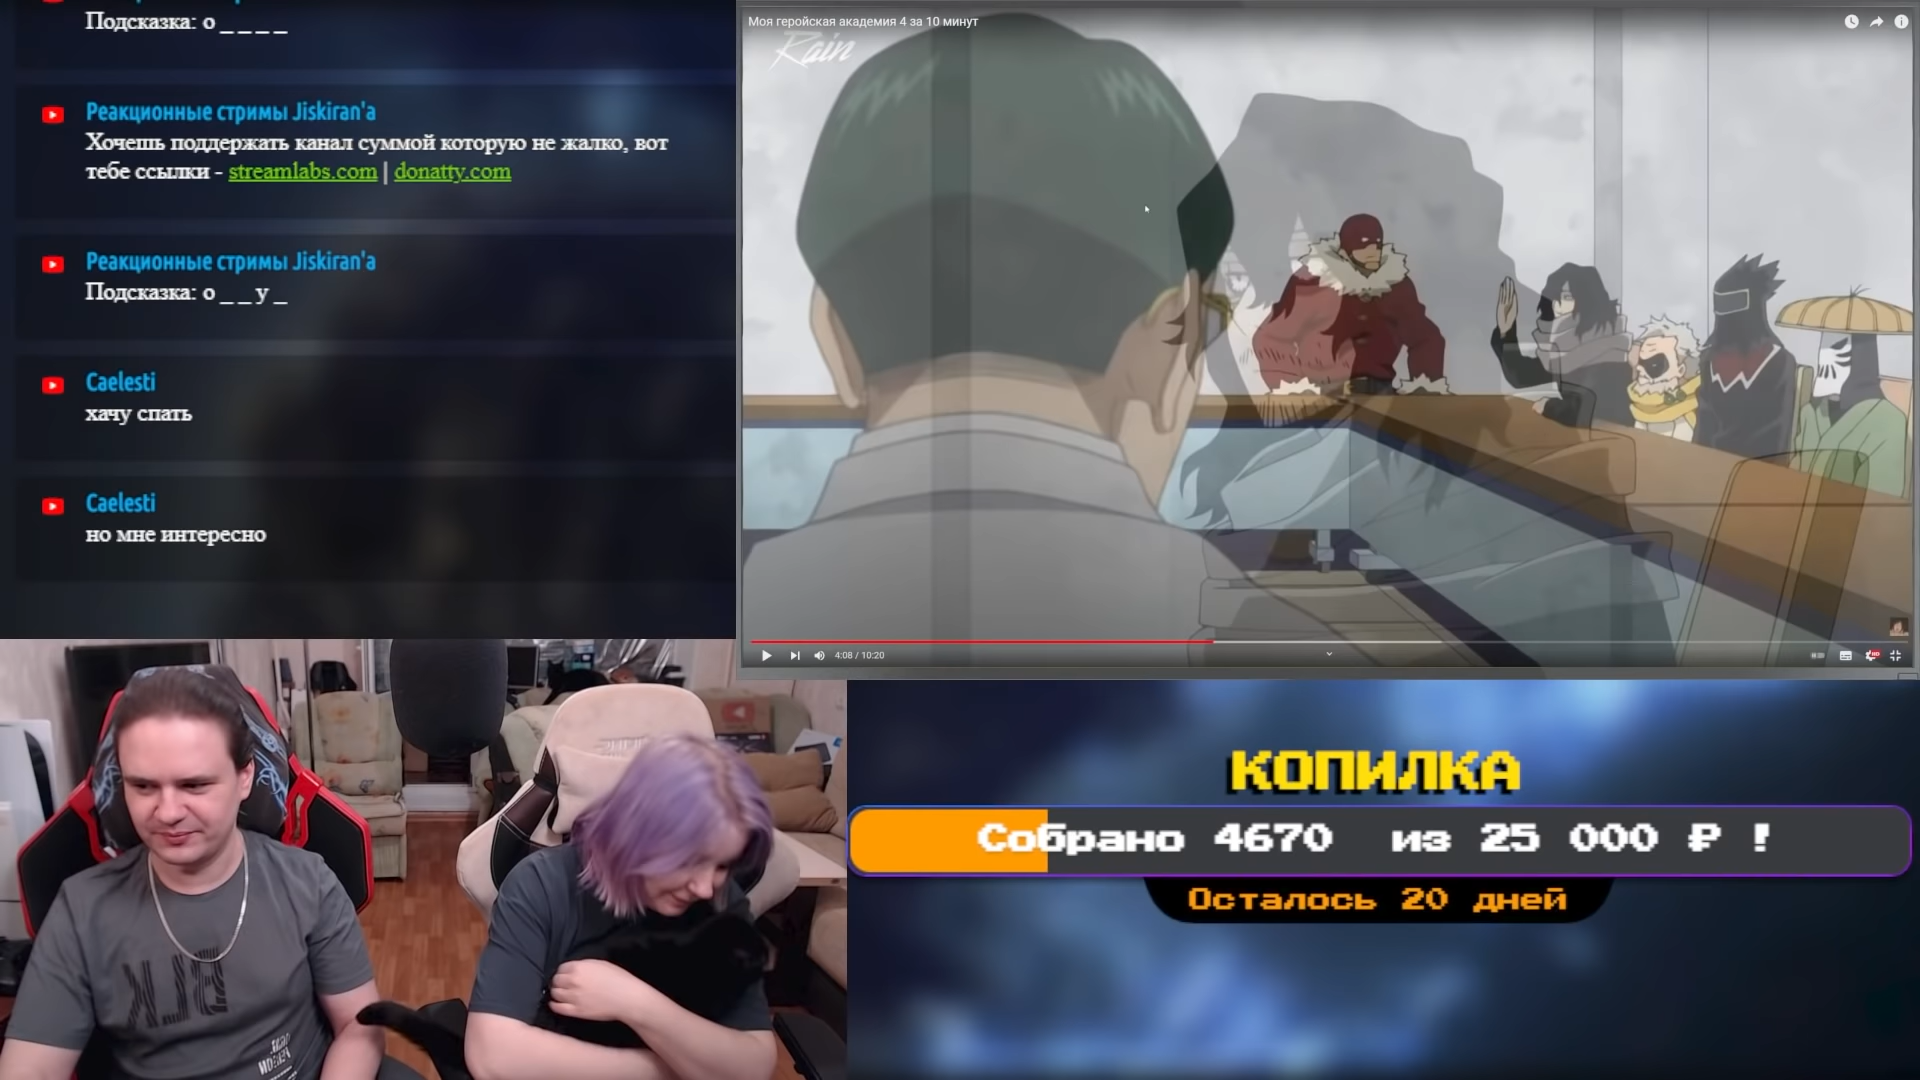 Подсказка: о _ _ _ _
Реакционные стримы Jiskiran'а
Хочешь поддержать канал суммой которую не жалко, вот
тебе ссылки - streamlabs.com | donatty.com
Реакционные стримы Jiskiran'а
Подсказка: о _ _ у _
Caelesti
хачу спать
Caelesti
но мне интересно
Моя геройская академия 4 за 10 минут
Rain
4:08 / 10:20
КОПИЛКА
Собрано 4670 из 25 000 ₽ !
Осталось 20 дней